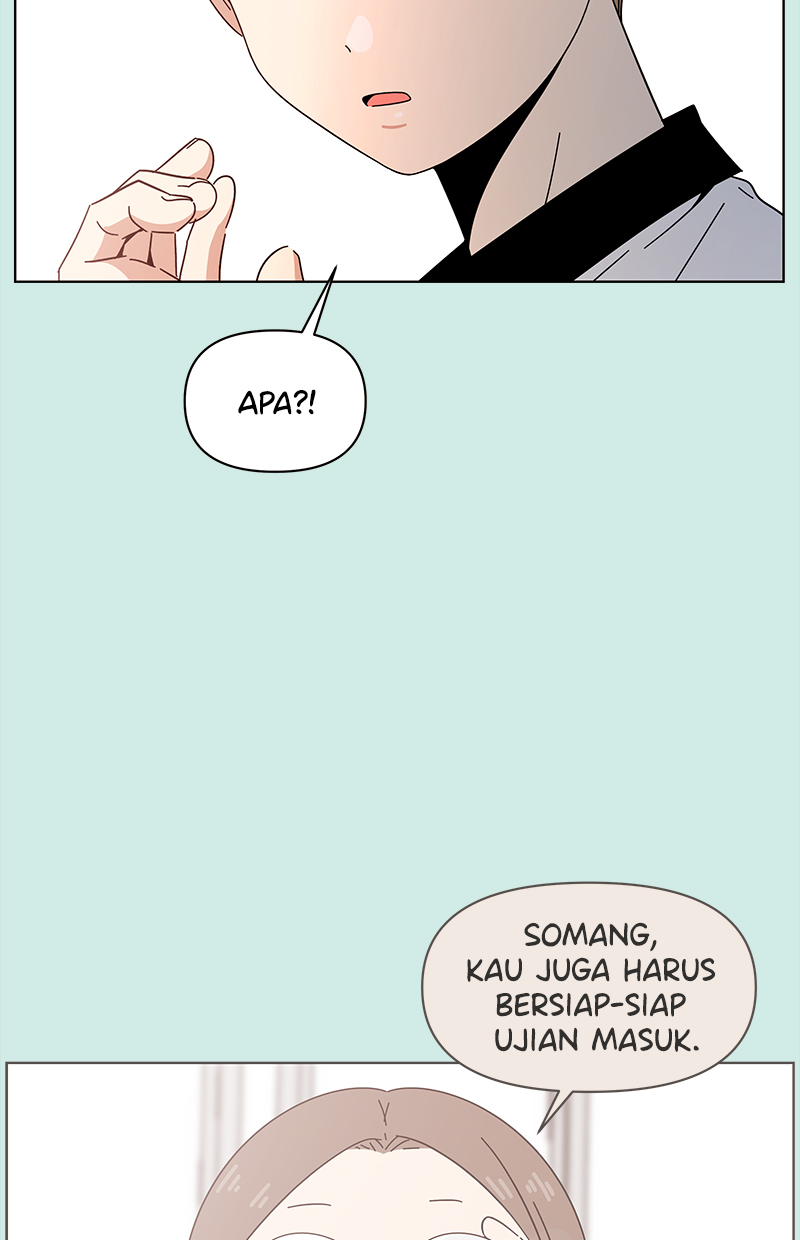 APA?!
SOMANG,
KAU JUGA HARUS
BERSIAP-SIAP
UJIAN MASUK.